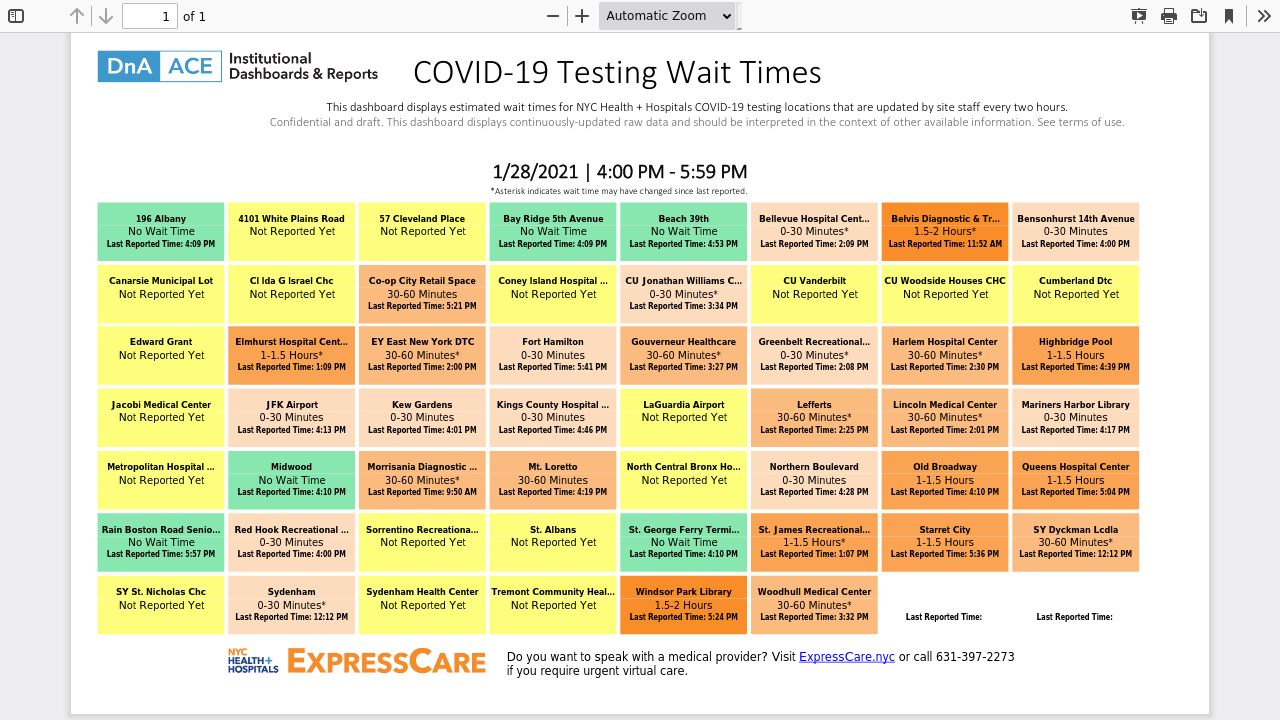 1 of 1 Automatic Zoom
DnA ACE Institutional
Dashboards & Reports
COVID-19 Testing Wait Times
This dashboard displays estimated wait times for NYC Health + Hospitals COVID-19 testing locations that are updated by site staff every two hours.
Confidential and draft. This dashboard displays continuously-updated raw data and should be interpreted in the context of other available information. See terms of use.
1/28/2021 | 4:00 PM - 5:59 PM
*Asterisk indicates wait time may have changed since last reported.
196 Albany
No Wait Time
Last Reported Time: 4:09 PM
4101 White Plains Road
Not Reported Yet
57 Cleveland Place
Not Reported Yet
Bay Ridge 5th Avenue
No Wait Time
Last Reported Time: 4:09 PM
Beach 39th
No Wait Time
Last Reported Time: 4:53 PM
Bellevue Hospital Cent...
0-30 Minutes*
Last Reported Time: 2:09 PM
Belvis Diagnostic & Tr...
1.5-2 Hours*
Last Reported Time: 11:52 AM
Bensonhurst 14th Avenue
0-30 Minutes
Last Reported Time: 4:00 PM
Canarsie Municipal Lot
Not Reported Yet
Cl Ida G Israel Chc
Not Reported Yet
Co-op City Retail Space
30-60 Minutes
Last Reported Time: 5:21 PM
Coney Island Hospital ...
Not Reported Yet
CU Jonathan Williams C...
0-30 Minutes*
Last Reported Time: 3:34 PM
CU Vanderbilt
Not Reported Yet
CU Woodside Houses CHC
Not Reported Yet
Cumberland Dtc
Not Reported Yet
Edward Grant
Not Reported Yet
Elmhurst Hospital Cent...
1-1.5 Hours*
Last Reported Time: 1:09 PM
EY East New York DTC
30-60 Minutes*
Last Reported Time: 2:00 PM
Fort Hamilton
0-30 Minutes
Last Reported Time: 5:41 PM
Gouverneur Healthcare
30-60 Minutes*
Last Reported Time: 3:27 PM
Greenbelt Recreational...
0-30 Minutes*
Last Reported Time: 2:08 PM
Harlem Hospital Center
30-60 Minutes*
Last Reported Time: 2:30 PM
Highbridge Pool
1-1.5 Hours
Last Reported Time: 4:39 PM
Jacobi Medical Center
Not Reported Yet
JFK Airport
0-30 Minutes
Last Reported Time: 4:13 PM
Kew Gardens
0-30 Minutes
Last Reported Time: 4:01 PM
Kings County Hospital ...
0-30 Minutes
Last Reported Time: 4:46 PM
LaGuardia Airport
Not Reported Yet
Lefferts
30-60 Minutes*
Last Reported Time: 2:25 PM
Lincoln Medical Center
30-60 Minutes*
Last Reported Time: 2:01 PM
Mariners Harbor Library
0-30 Minutes
Last Reported Time: 4:17 PM
Metropolitan Hospital ...
Not Reported Yet
Midwood
No Wait Time
Last Reported Time: 4:10 PM
Morrisania Diagnostic ...
30-60 Minutes*
Last Reported Time: 9:50 AM
Mt. Loretto
30-60 Minutes
Last Reported Time: 4:19 PM
North Central Bronx Ho...
Not Reported Yet
Northern Boulevard
0-30 Minutes
Last Reported Time: 4:28 PM
Old Broadway
1-1.5 Hours
Last Reported Time: 4:10 PM
Queens Hospital Center
1-1.5 Hours
Last Reported Time: 5:04 PM
Rain Boston Road Senio...
No Wait Time
Last Reported Time: 5:57 PM
Red Hook Recreational ...
0-30 Minutes
Last Reported Time: 4:00 PM
Sorrentino Recreationa...
Not Reported Yet
St. Albans
Not Reported Yet
St. George Ferry Termi...
No Wait Time
Last Reported Time: 4:10 PM
St. James Recreational...
1-1.5 Hours*
Last Reported Time: 1:07 PM
Starret City
1-1.5 Hours
Last Reported Time: 5:36 PM
SY Dyckman Lcdla
30-60 Minutes*
Last Reported Time: 12:12 PM
SY St. Nicholas Chc
Not Reported Yet
Sydenham
0-30 Minutes*
Last Reported Time: 12:12 PM
Sydenham Health Center
Not Reported Yet
Tremont Community Heal...
Not Reported Yet
Windsor Park Library
1.5-2 Hours
Last Reported Time: 5:24 PM
Woodhull Medical Center
30-60 Minutes*
Last Reported Time: 3:32 PM
Last Reported Time:
Last Reported Time:
NYC
HEALTH+
HOSPITALS
EXPRESSCARE
Do you want to speak with a medical provider? Visit ExpressCare.nyc or call 631-397-2273
if you require urgent virtual care.